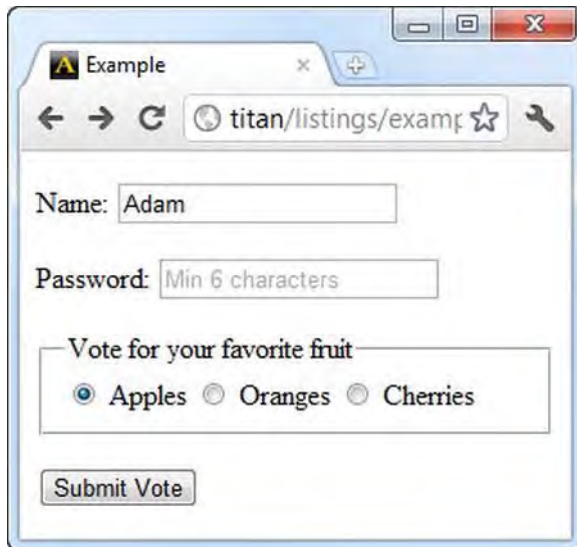 Example
titan/listings/examp
Name: Adam
Password: Min 6 characters
Vote for your favorite fruit
Apples Oranges Cherries
Submit Vote